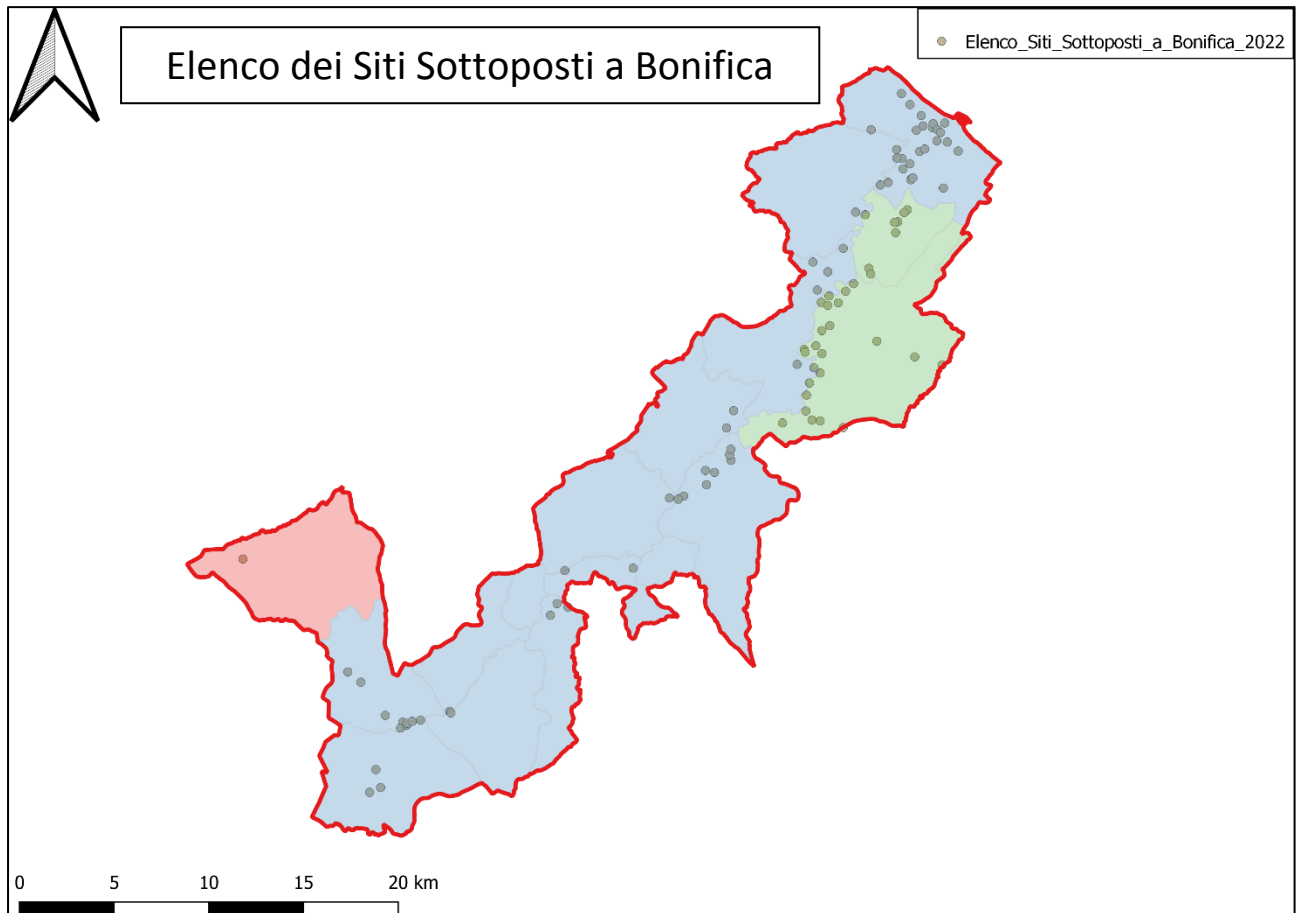 Elenco dei Siti Sottoposti a Bonifica
Elenco_Siti_Sottoposti_a_Bonifica_2022
0 5 10 15 20 km